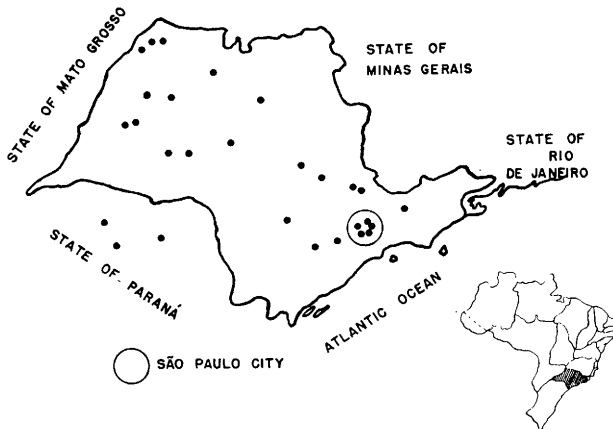 STATE OF MATO GROSSO
STATE OF
MINAS GERAIS
STATE OF
RIO
DE JANEIRO
STATE OF PARANÁ
ATLANTIC OCEAN
SÃO PAULO CITY